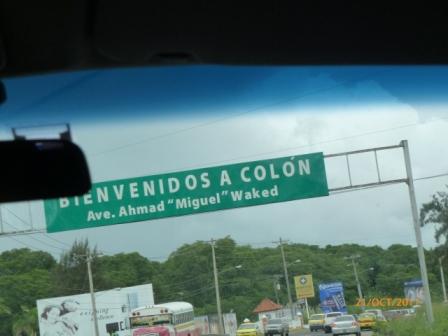 BIENVENIDOS A COLÓN
Ave. Ahmad "Miguel" Waked